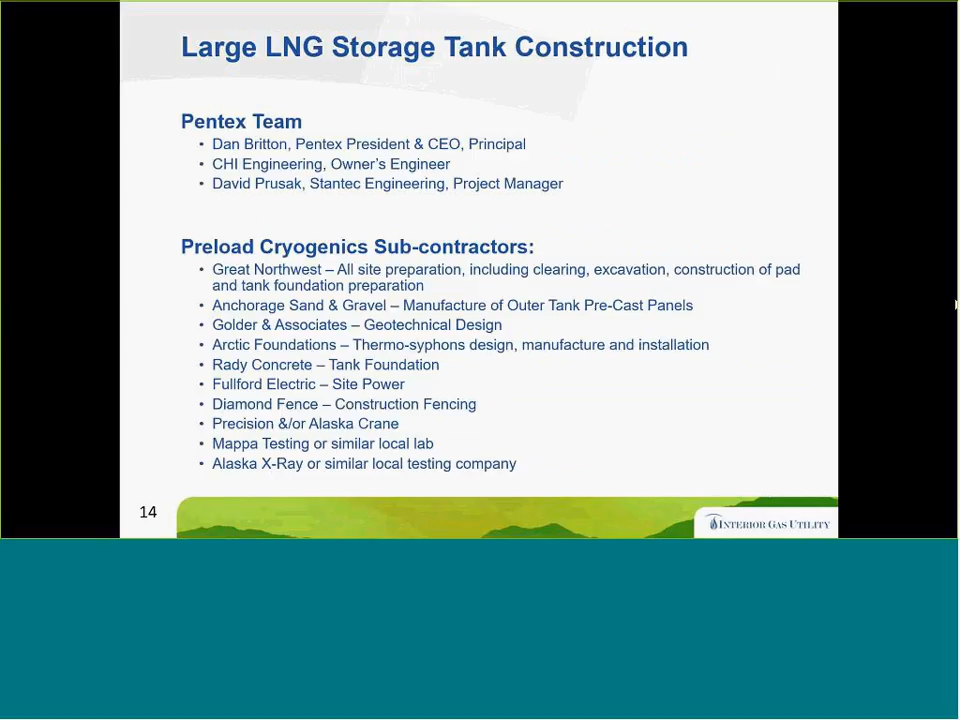 Large LNG Storage Tank Construction
Pentex Team
• Dan Britton, Pentex President & CEO, Principal
• CHI Engineering, Owner's Engineer
• David Prusak, Stantec Engineering, Project Manager
Preload Cryogenics Sub-contractors:
• Great Northwest – All site preparation, including clearing, excavation, construction of pad
and tank foundation preparation
• Anchorage Sand & Gravel – Manufacture of Outer Tank Pre-Cast Panels
• Golder & Associates – Geotechnical Design
• Arctic Foundations – Thermo-syphons design, manufacture and installation
• Rady Concrete – Tank Foundation
• Fullford Electric – Site Power
• Diamond Fence – Construction Fencing
• Precision &/or Alaska Crane
• Mappa Testing or similar local lab
• Alaska X-Ray or similar local testing company
14
INTERIOR GAS UTILITY